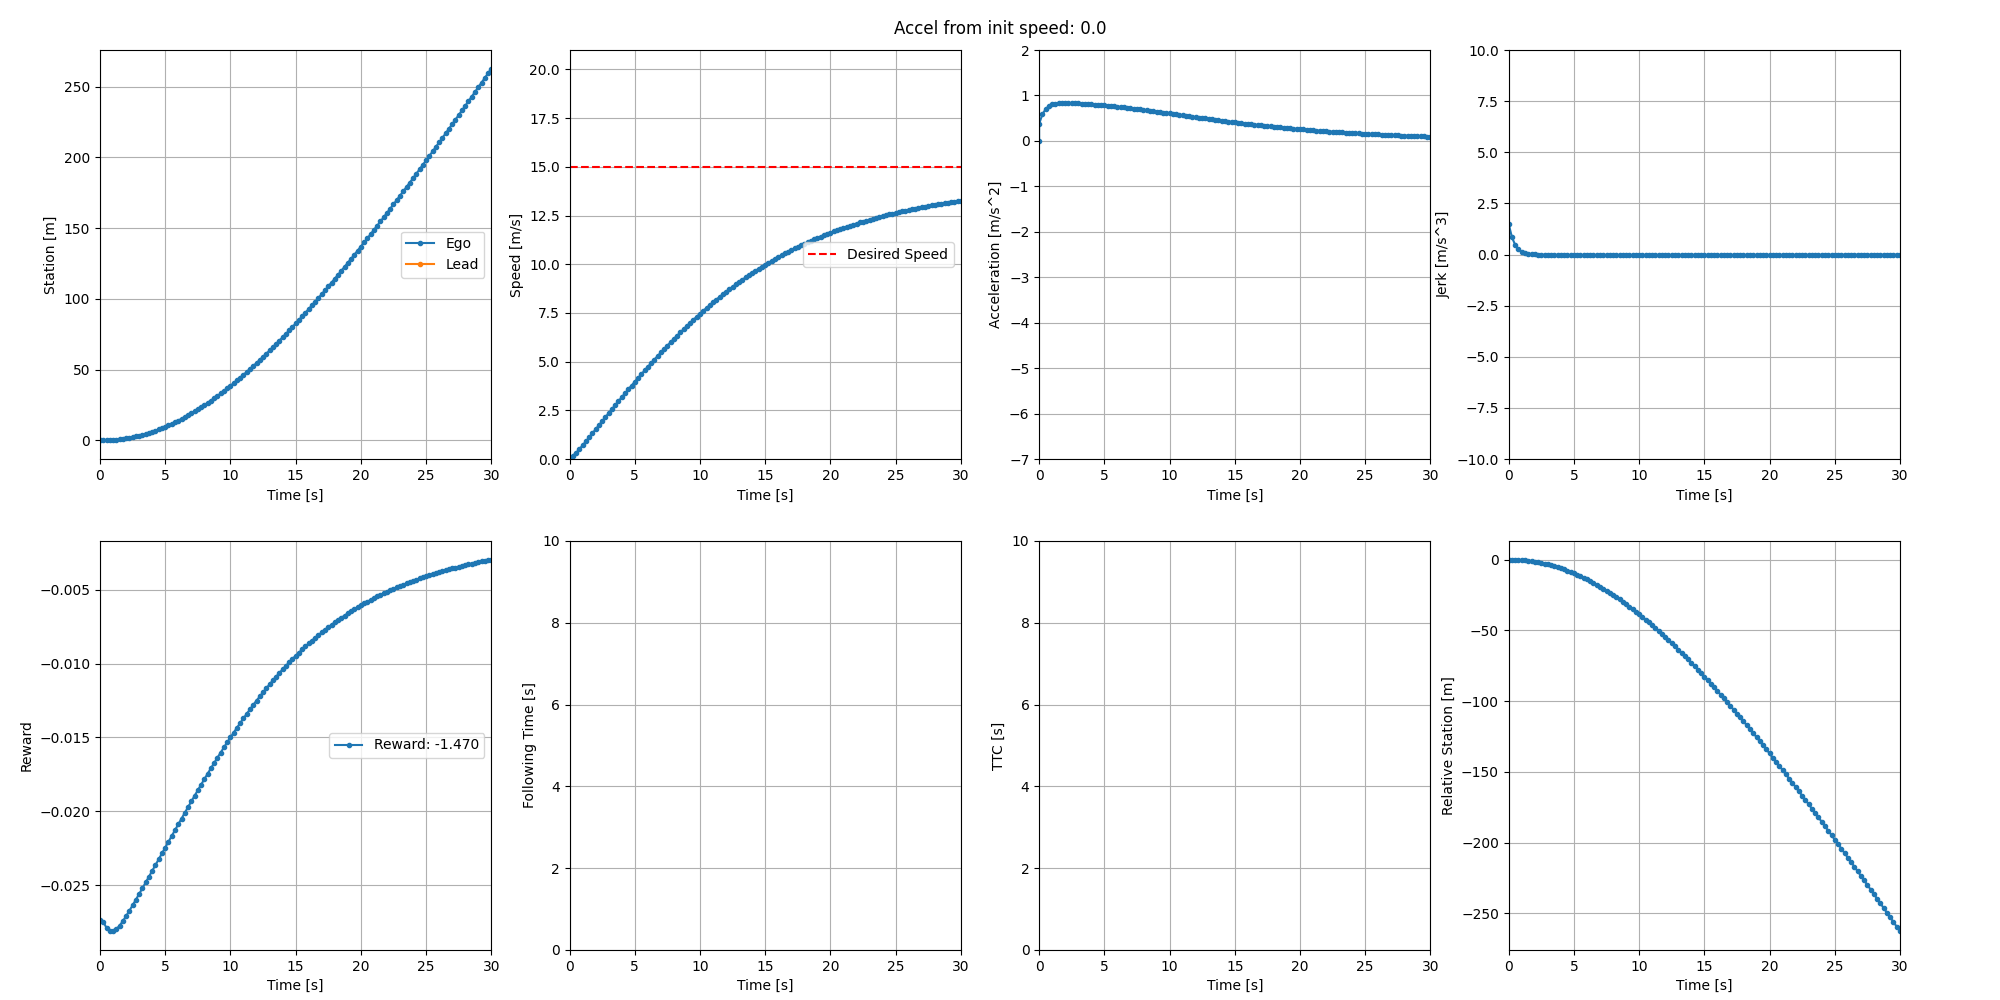 Accel from init speed: 0.0
Station [m]
250
200
150
100
50
0
Ego
Lead
0 5 10 15 20 25 30
Time [s]
Speed [m/s]
20.0
17.5
15.0
12.5
10.0
7.5
5.0
2.5
0.0
Desired Speed
0 5 10 15 20 25 30
Time [s]
Acceleration [m/s^2]
2
1
0
−1
−2
−3
−4
−5
−6
−7
0 5 10 15 20 25 30
Time [s]
Jerk [m/s^3]
10.0
7.5
5.0
2.5
0.0
−2.5
−5.0
−7.5
−10.0
0 5 10 15 20 25 30
Time [s]
Reward
−0.005
−0.010
−0.015
−0.020
−0.025
Reward: -1.470
0 5 10 15 20 25 30
Time [s]
Following Time [s]
10
8
6
4
2
0
0 5 10 15 20 25 30
Time [s]
TTC [s]
10
8
6
4
2
0
0 5 10 15 20 25 30
Time [s]
Relative Station [m]
0
−50
−100
−150
−200
−250
0 5 10 15 20 25 30
Time [s]